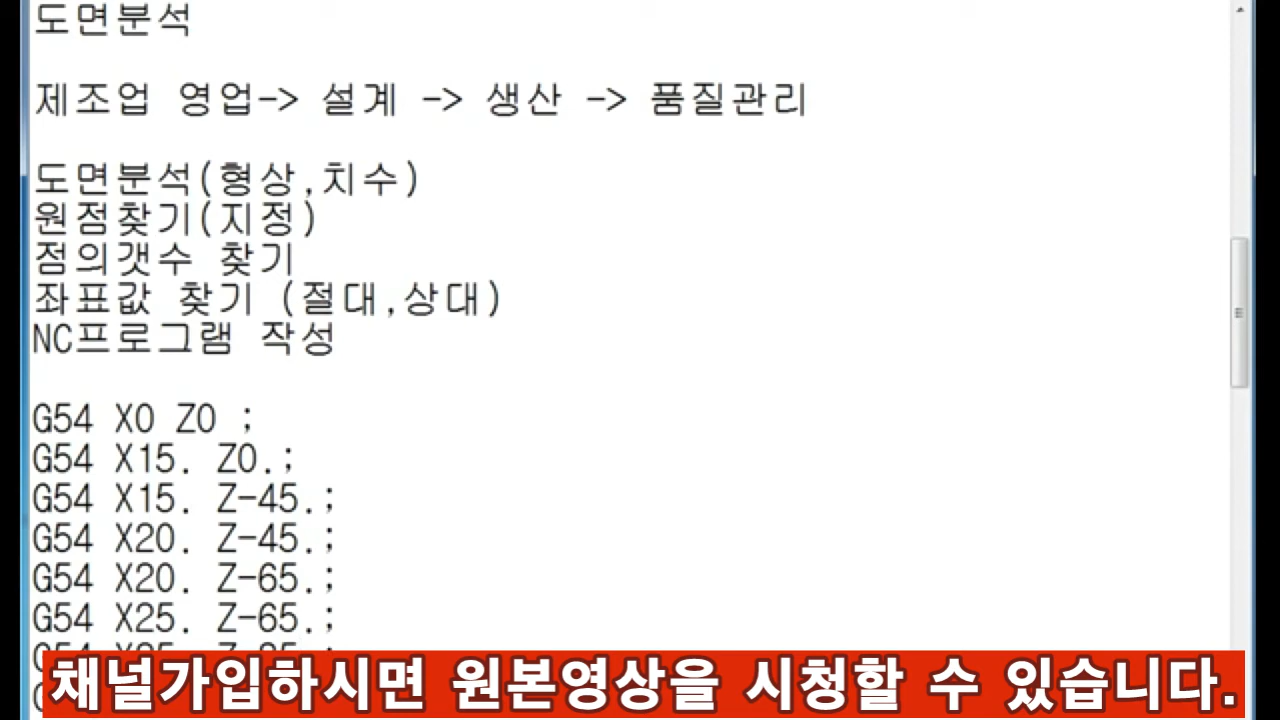 도면분석
제조업 영업-> 설계 -> 생산 -> 품질관리
도면분석(형상,치수)
원점찾기(지정)
점의갯수 찾기
좌표값 찾기 (절대,상대)
NC프로그램 작성
G54 X0 Z0 ;
G54 X15. Z0.;
G54 X15. Z-45.;
G54 X20. Z-45.;
G54 X20. Z-65.;
G54 X25. Z-65.;
채널가입하시면 원본영상을 시청할 수 있습니다.